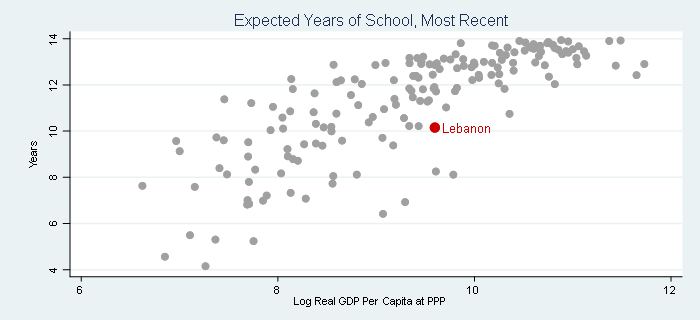 Expected Years of School, Most Recent
14
12
10
8
6
4
Years
Lebanon
6
8
10
12
Log Real GDP Per Capita at PPP